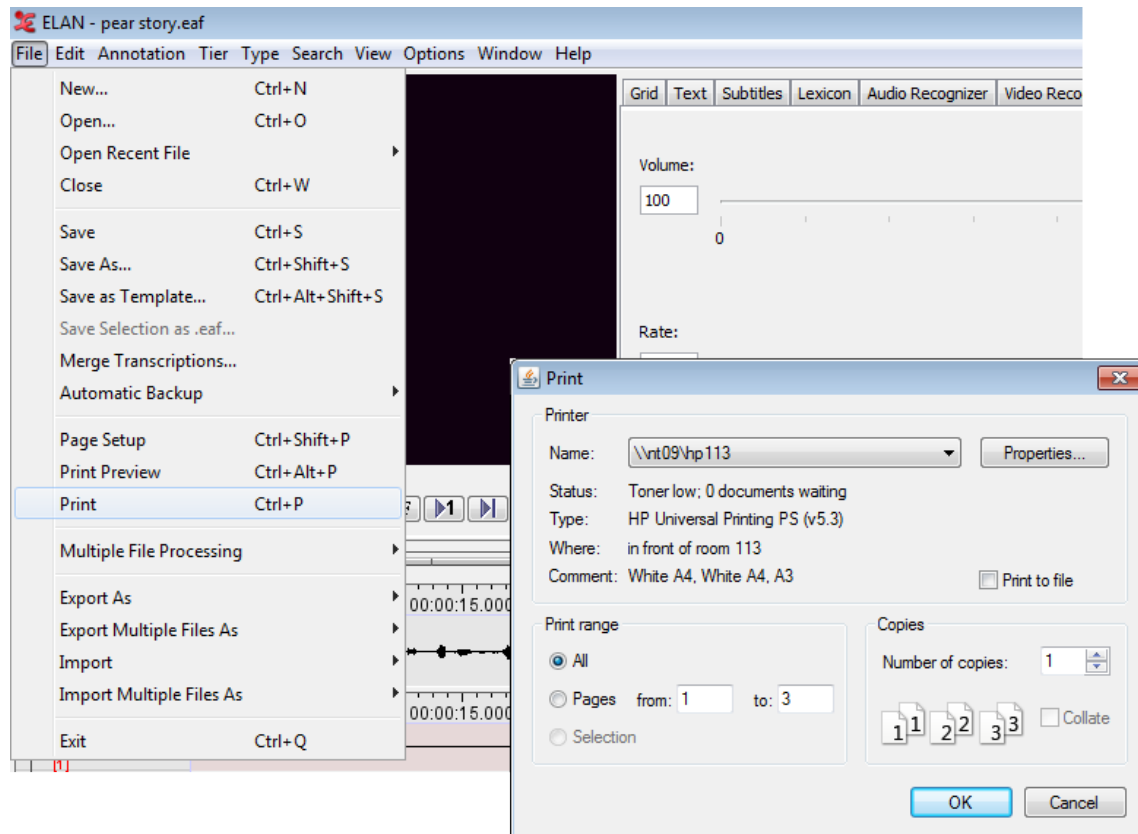 ELAN - pear story.eaf
File Edit Annotation Tier Type Search View Options Window Help
New... Ctrl+N
Open... Ctrl+O
Open Recent File
Close Ctrl+W
Save Ctrl+S
Save As... Ctrl+Shift+S
Save as Template... Ctrl+Alt+Shift+S
Save Selection as .eaf...
Merge Transcriptions...
Automatic Backup
Page Setup Ctrl+Shift+P
Print Preview Ctrl+Alt+P
Print Ctrl+P
Multiple File Processing
Export As
Export Multiple Files As
Import
Import Multiple Files As
Exit Ctrl+Q
Grid Text Subtitles Lexicon Audio Recognizer Video Reco
Volume:
100
0
Rate:
1
00:00:15.000
00:00:15.000
[1]
Print
Printer
Name: \\nt09\hp113 Properties...
Status: Toner low; 0 documents waiting
Type: HP Universal Printing PS (v5.3)
Where: in front of room 113
Comment: White A4, White A4, A3
Print to file
Print range
All
Pages from: 1 to: 3
Selection
Copies
Number of copies: 1
1 1 2 2 3 3 Collate
OK Cancel